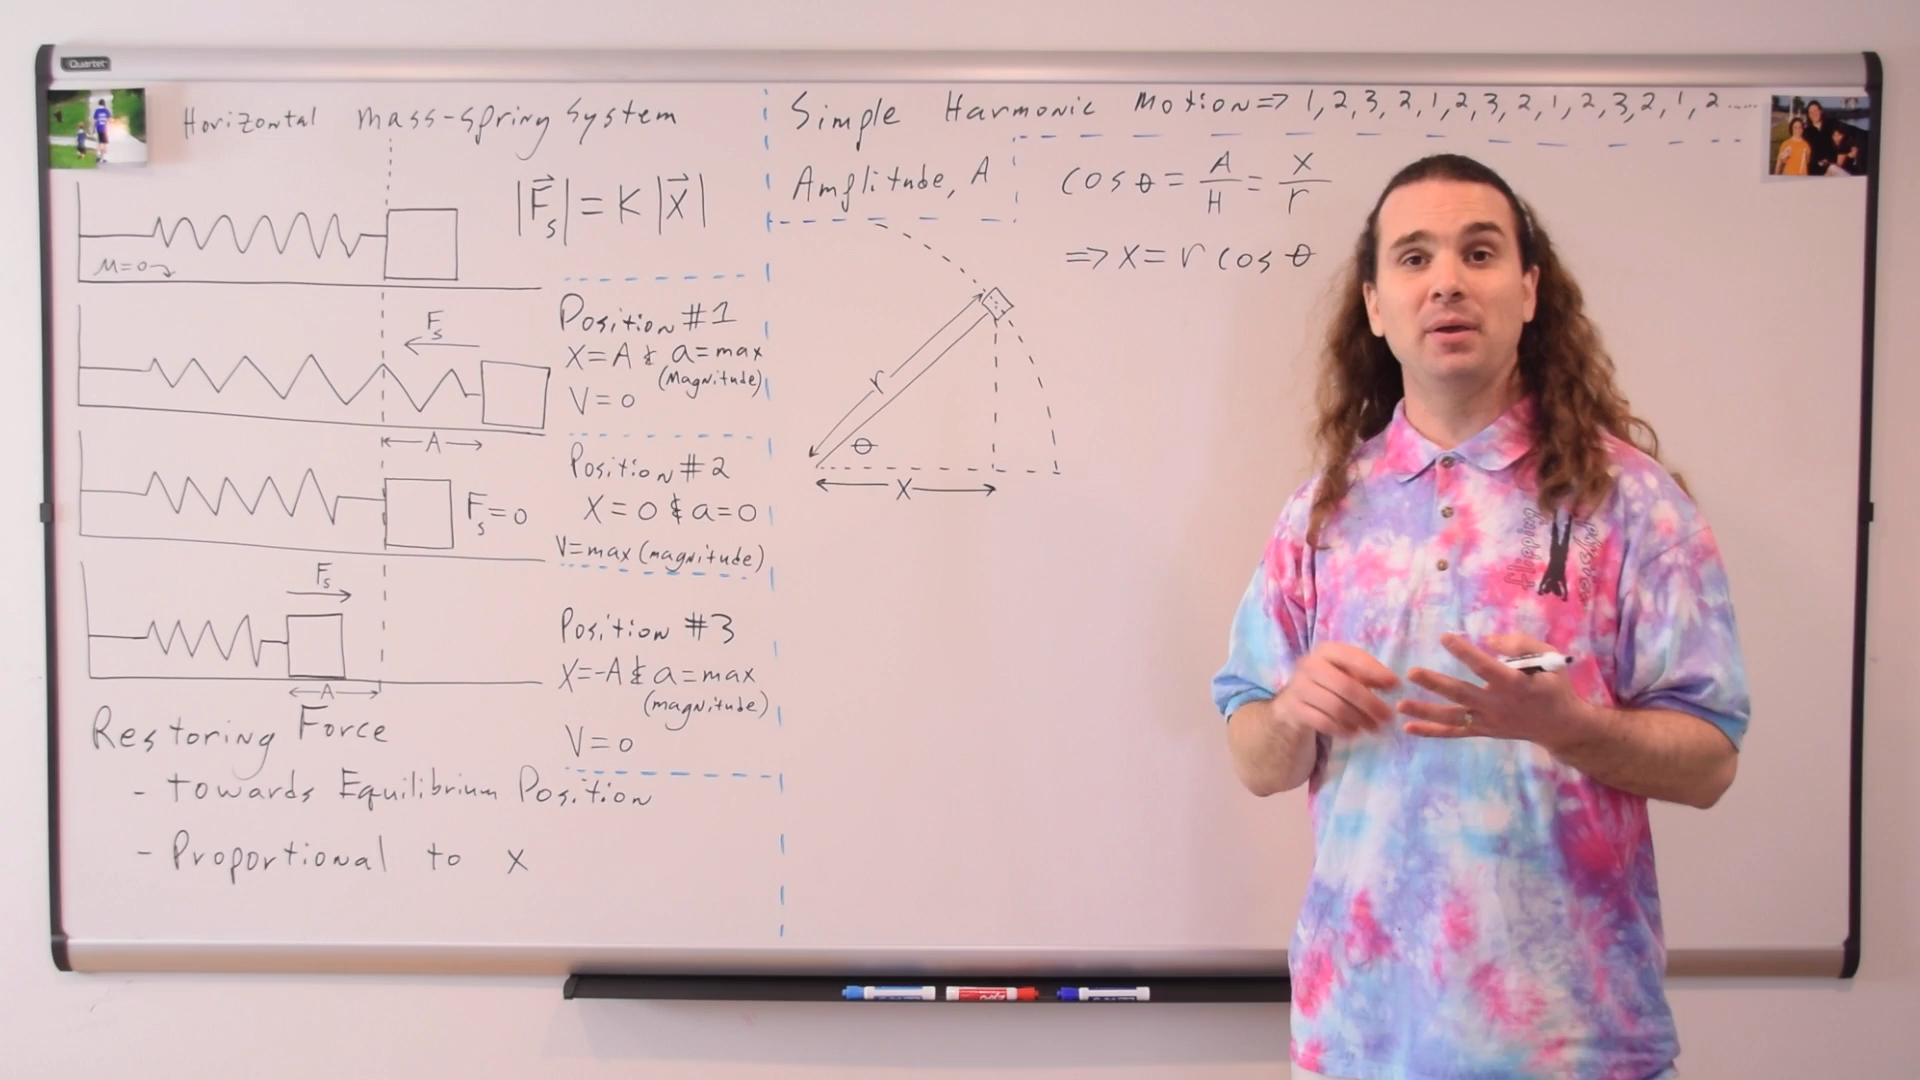 Quartet
Horizontal mass-spring System
|F⃗s| = K |x⃗|
μ=0
Fs
A
Fs=0
Fs
A
Position #1
X=A & a=max
(Magnitude)
V=0
Position #2
X=0 & a=0
V=max (magnitude)
Position #3
X=-A & a=max
(magnitude)
V=0
Restoring Force
- towards Equilibrium Position
- Proportional to x
Simple Harmonic Motion => 1,2,3,2,1,2,3,2,1,2,3,2,1,2.....
Amplitude, A
cos θ = A/H = x/r
=> x = r cos θ
r
θ
X
flipping
physics